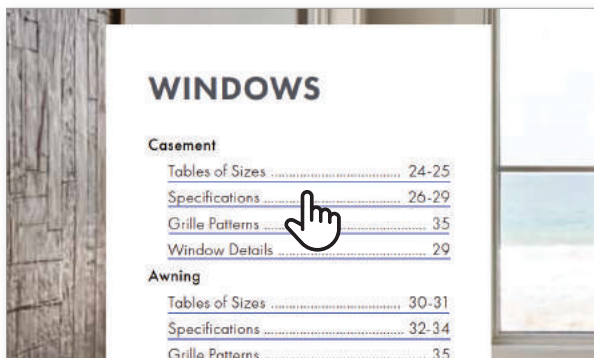 WINDOWS
Casement
Tables of Sizes ........................................ 24-25
Specifications ........................................ 26-29
Grille Patterns ........................................ 35
Window Details ........................................ 29
Awning
Tables of Sizes ........................................ 30-31
Specifications ........................................ 32-34
Grille Patterns ........................................ 35